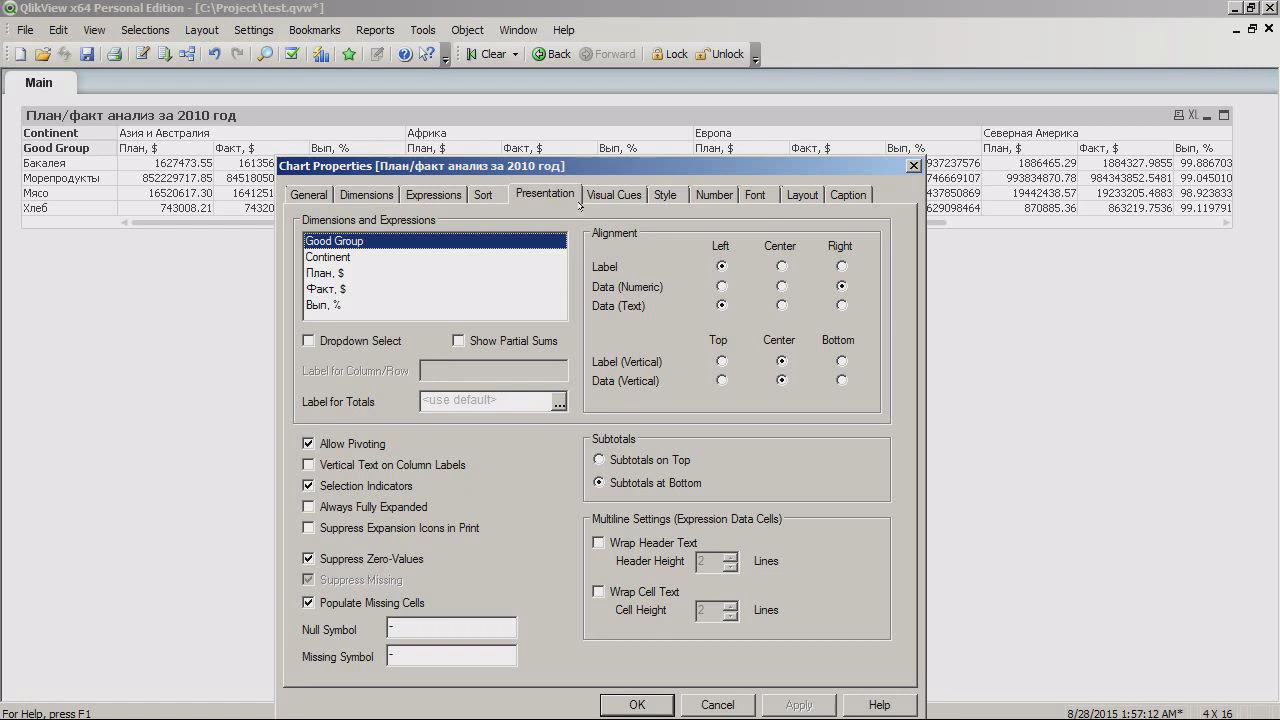 QlikView x64 Personal Edition - [C:\Project\test.qvw*]
File Edit View Selections Layout Settings Bookmarks Reports Tools Object Window Help
Clear Back Forward Lock Unlock
Main
План/факт анализ за 2010 год XL
Continent Азия и Австралия Африка Европа Северная Америка
Good Group План, $ Факт, $ Вып, % План, $ Факт, $ Вып, % План, $ Факт, $ Вып, % План, $ Факт, $ Вып, %
Бакалея 1627473.55 161356 937237576 1886465.29 1874327.9858 99.356612
Морепродукты 852229717.35 84518050 746669107 993838740.09 984343852.5481 99.045010
Мясо 16520617.30 1641251 437850869 19442438.57 19233205.4883 98.923835
Хлеб 743008.21 74320 629098464 870885.36 863219.7536 99.119791
Chart Properties [План/факт анализ за 2010 год]
General Dimensions Expressions Sort Presentation Visual Cues Style Number Font Layout Caption
Dimensions and Expressions
Good Group
Continent
План, $
Факт, $
Вып, %
Dropdown Select Show Partial Sums
Label for Column/Row
Label for Totals <use default> ...
Alignment
Left Center Right
Label
Data (Numeric)
Data (Text)
Top Center Bottom
Label (Vertical)
Data (Vertical)
Allow Pivoting
Vertical Text on Column Labels
Selection Indicators
Always Fully Expanded
Suppress Expansion Icons in Print
Suppress Zero-Values
Suppress Missing
Populate Missing Cells
Null Symbol -
Missing Symbol -
Subtotals
Subtotals on Top
Subtotals at Bottom
Multiline Settings (Expression Data Cells)
Wrap Header Text
Header Height 2 Lines
Wrap Cell Text
Cell Height 2 Lines
OK Cancel Apply Help
For Help, press F1 8/28/2015 1:57:12 AM* 4 X 16